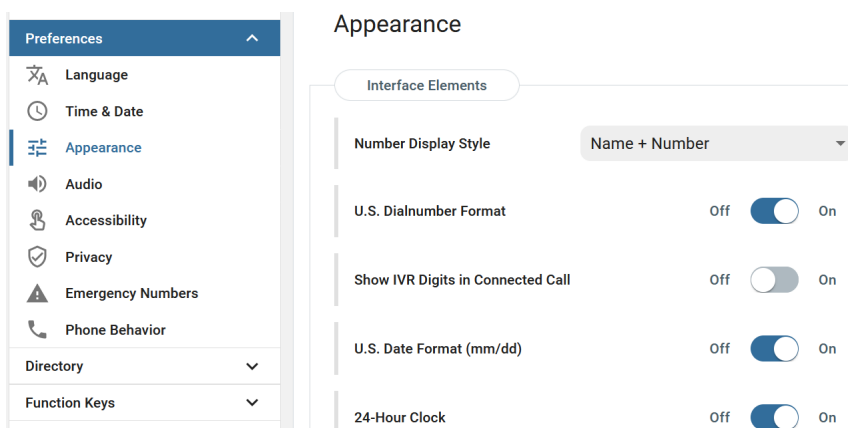 Preferences
Language
Time & Date
Appearance
Audio
Accessibility
Privacy
Emergency Numbers
Phone Behavior
Directory
Function Keys
Appearance
Interface Elements
Number Display Style Name + Number
U.S. Dialnumber Format Off On
Show IVR Digits in Connected Call Off On
U.S. Date Format (mm/dd) Off On
24-Hour Clock Off On